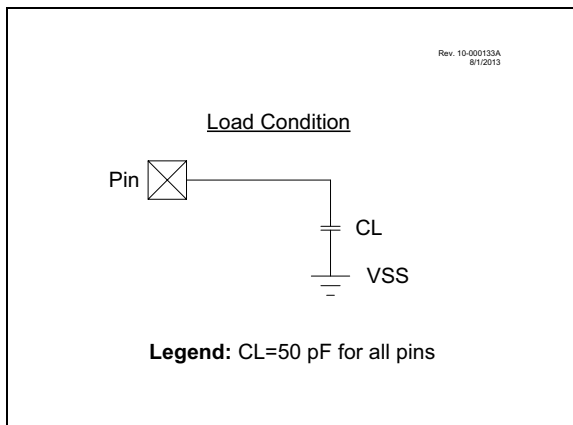 Rev. 10-000133A
8/1/2013
Load Condition
Pin
CL
VSS
Legend: CL=50 pF for all pins